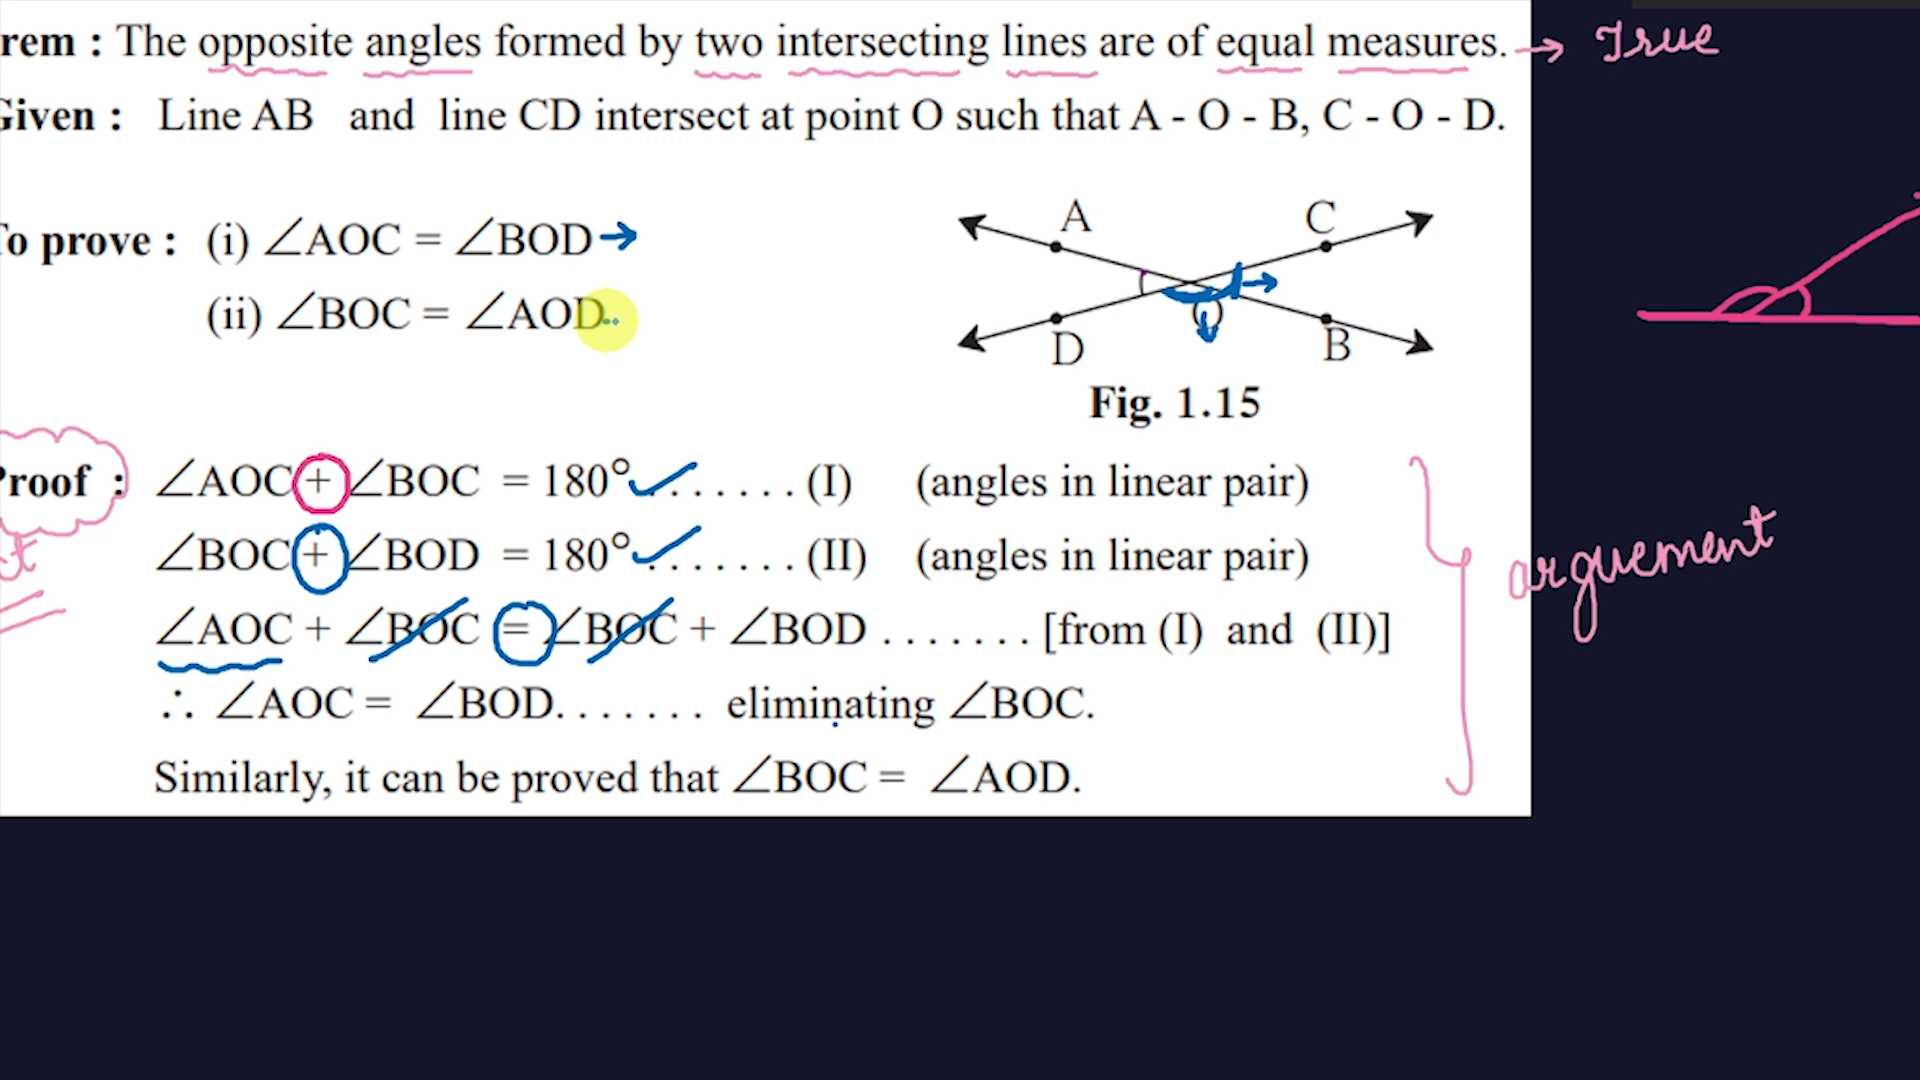 rem : The opposite angles formed by two intersecting lines are of equal measures. → True
Given : Line AB and line CD intersect at point O such that A - O - B, C - O - D.
To prove : (i) ∠AOC = ∠BOD →
(ii) ∠BOC = ∠AOD
A
C
O
D
B
Fig. 1.15
Proof : ∠AOC + ∠BOC = 180° . . . . . . . (I) (angles in linear pair)
∠BOC + ∠BOD = 180° . . . . . . . (II) (angles in linear pair)
arguement
∠AOC + ∠BOC = ∠BOC + ∠BOD . . . . . . . [from (I) and (II)]
∴ ∠AOC = ∠BOD. . . . . . . eliminating ∠BOC.
Similarly, it can be proved that ∠BOC = ∠AOD.